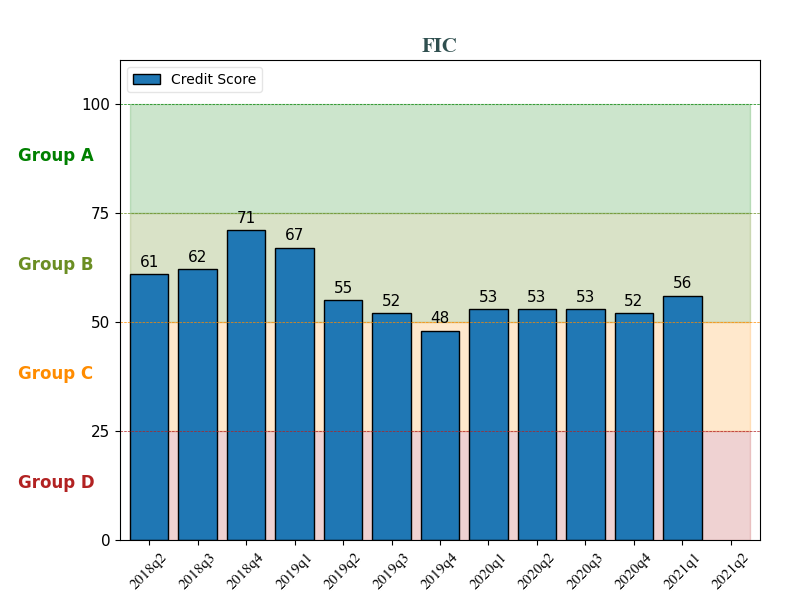 FIC
Credit Score
100
Group A
75
71
67
62
61
Group B
56
55
53
53
53
52
52
50
48
Group C
25
Group D
0
2018q2
2018q3
2018q4
2019q1
2019q2
2019q3
2019q4
2020q1
2020q2
2020q3
2020q4
2021q1
2021q2